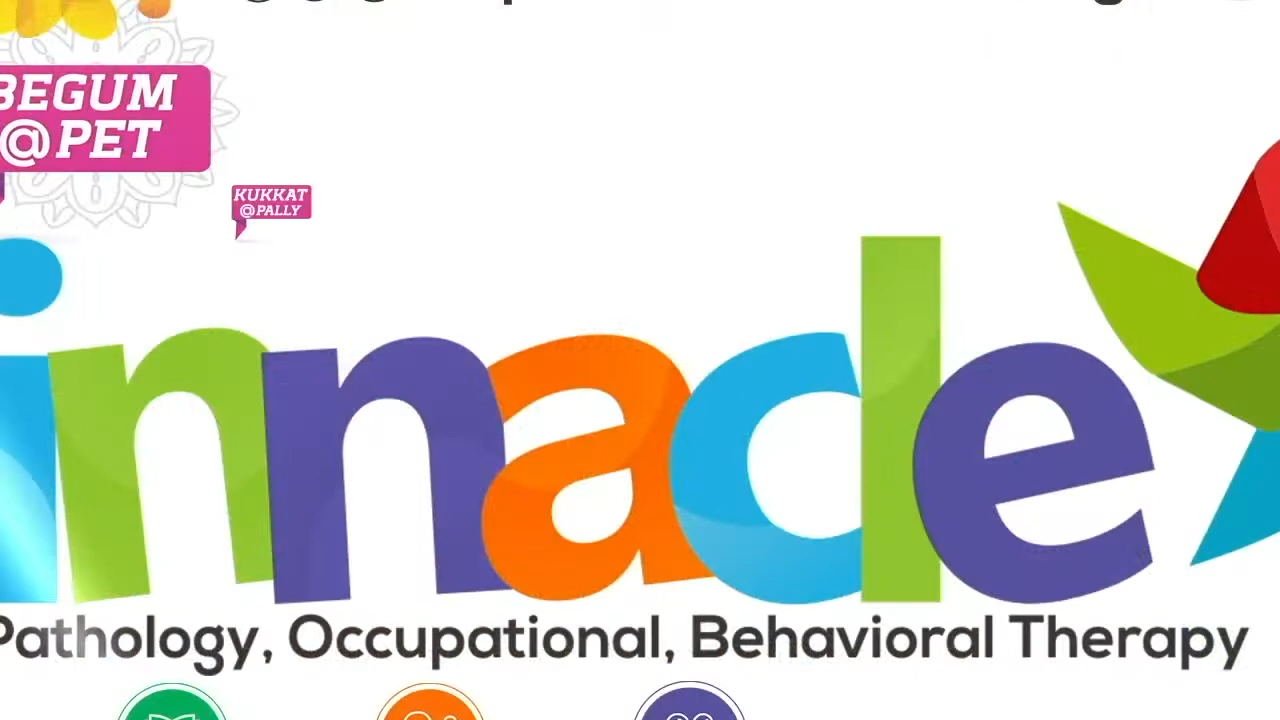 BEGUM
@PET
KUKKAT
@PALLY
innacle
Pathology, Occupational, Behavioral Therapy